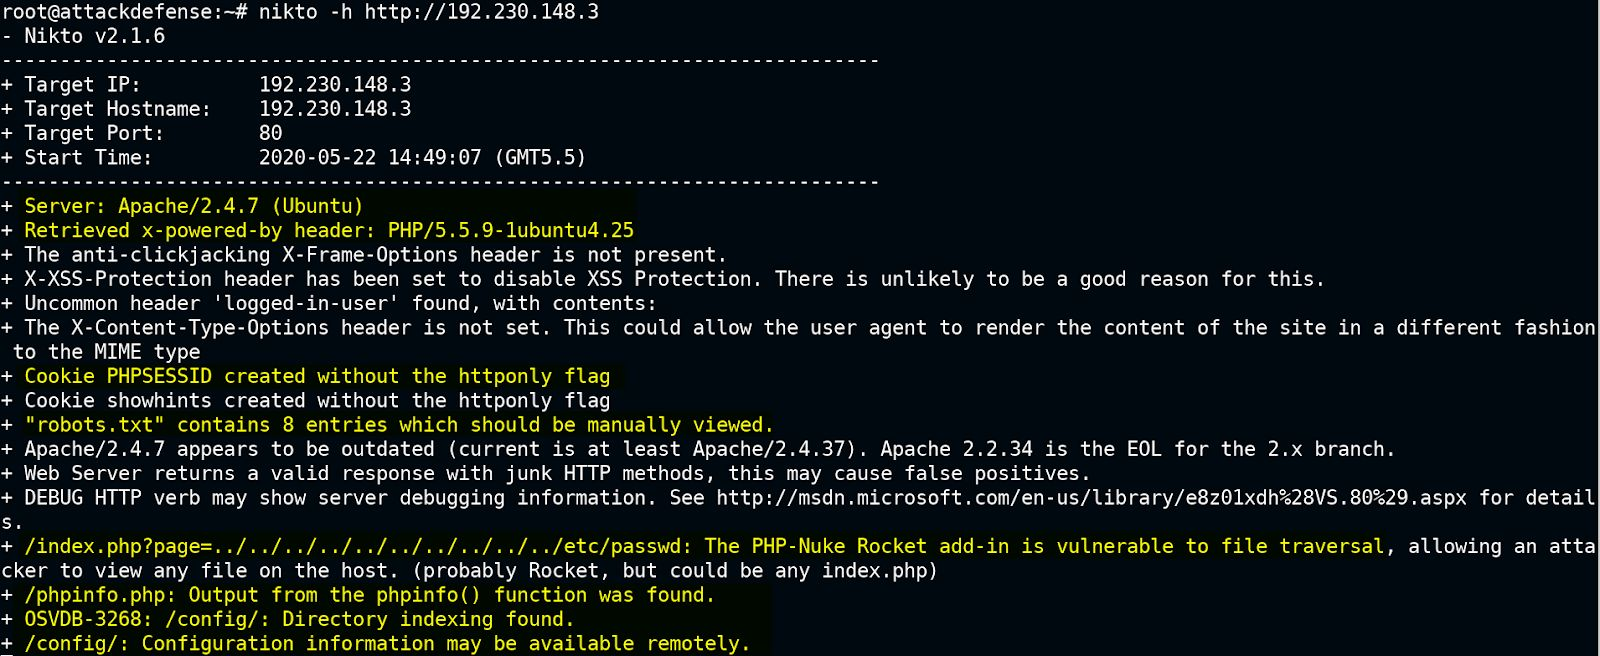 root@attackdefense:~# nikto -h http://192.230.148.3
- Nikto v2.1.6
---------------------------------------------------------------------------
+ Target IP:          192.230.148.3
+ Target Hostname:    192.230.148.3
+ Target Port:        80
+ Start Time:         2020-05-22 14:49:07 (GMT5.5)
---------------------------------------------------------------------------
+ Server: Apache/2.4.7 (Ubuntu)
+ Retrieved x-powered-by header: PHP/5.5.9-1ubuntu4.25
+ The anti-clickjacking X-Frame-Options header is not present.
+ X-XSS-Protection header has been set to disable XSS Protection. There is unlikely to be a good reason for this.
+ Uncommon header 'logged-in-user' found, with contents:
+ The X-Content-Type-Options header is not set. This could allow the user agent to render the content of the site in a different fashion
 to the MIME type
+ Cookie PHPSESSID created without the httponly flag
+ Cookie showhints created without the httponly flag
+ "robots.txt" contains 8 entries which should be manually viewed.
+ Apache/2.4.7 appears to be outdated (current is at least Apache/2.4.37). Apache 2.2.34 is the EOL for the 2.x branch.
+ Web Server returns a valid response with junk HTTP methods, this may cause false positives.
+ DEBUG HTTP verb may show server debugging information. See http://msdn.microsoft.com/en-us/library/e8z01xdh%28VS.80%29.aspx for detail
s.
+ /index.php?page=../../../../../../../../../../etc/passwd: The PHP-Nuke Rocket add-in is vulnerable to file traversal, allowing an atta
cker to view any file on the host. (probably Rocket, but could be any index.php)
+ /phpinfo.php: Output from the phpinfo() function was found.
+ OSVDB-3268: /config/: Directory indexing found.
+ /config/: Configuration information may be available remotely.